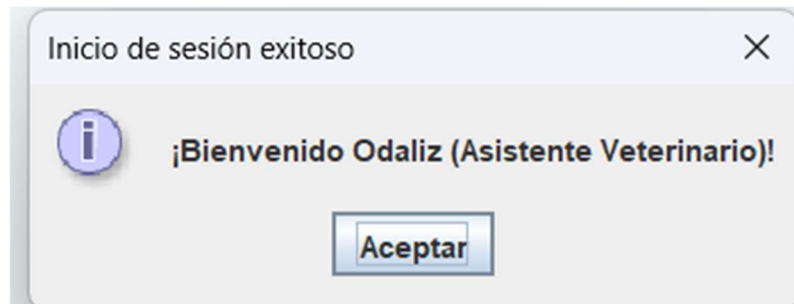 Inicio de sesión exitoso
¡Bienvenido Odaliz (Asistente Veterinario)!
Aceptar